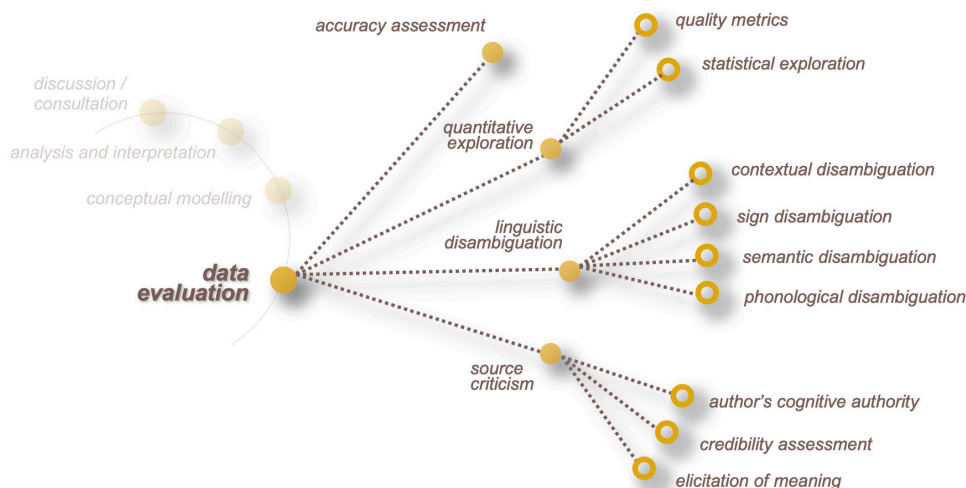 accuracy assessment
quality metrics
statistical exploration
discussion /
consultation
quantitative
exploration
analysis and interpretation
contextual disambiguation
conceptual modelling
sign disambiguation
linguistic
disambiguation
semantic disambiguation
data
evaluation
phonological disambiguation
source
criticism
author's cognitive authority
credibility assessment
elicitation of meaning